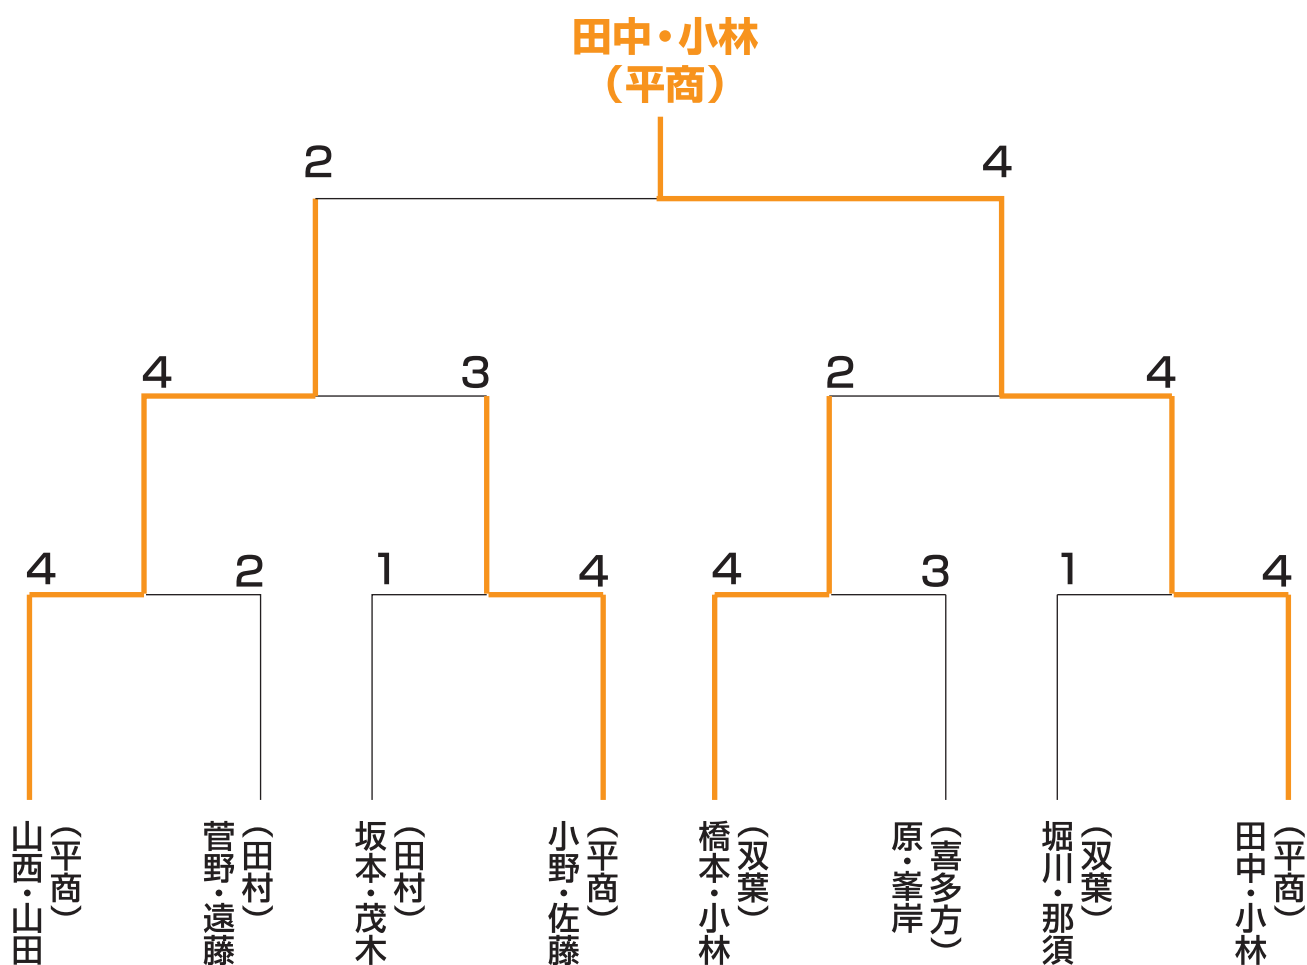 田中・小林
（平商）
2
4
4
3
2
4
4
2
1
4
4
3
1
4
山西・山田
（平商）
菅野・遠藤
（田村）
坂本・茂木
（田村）
小野・佐藤
（平商）
橋本・小林
（双葉）
原・峯岸
（喜多方）
堀川・那須
（双葉）
田中・小林
（平商）